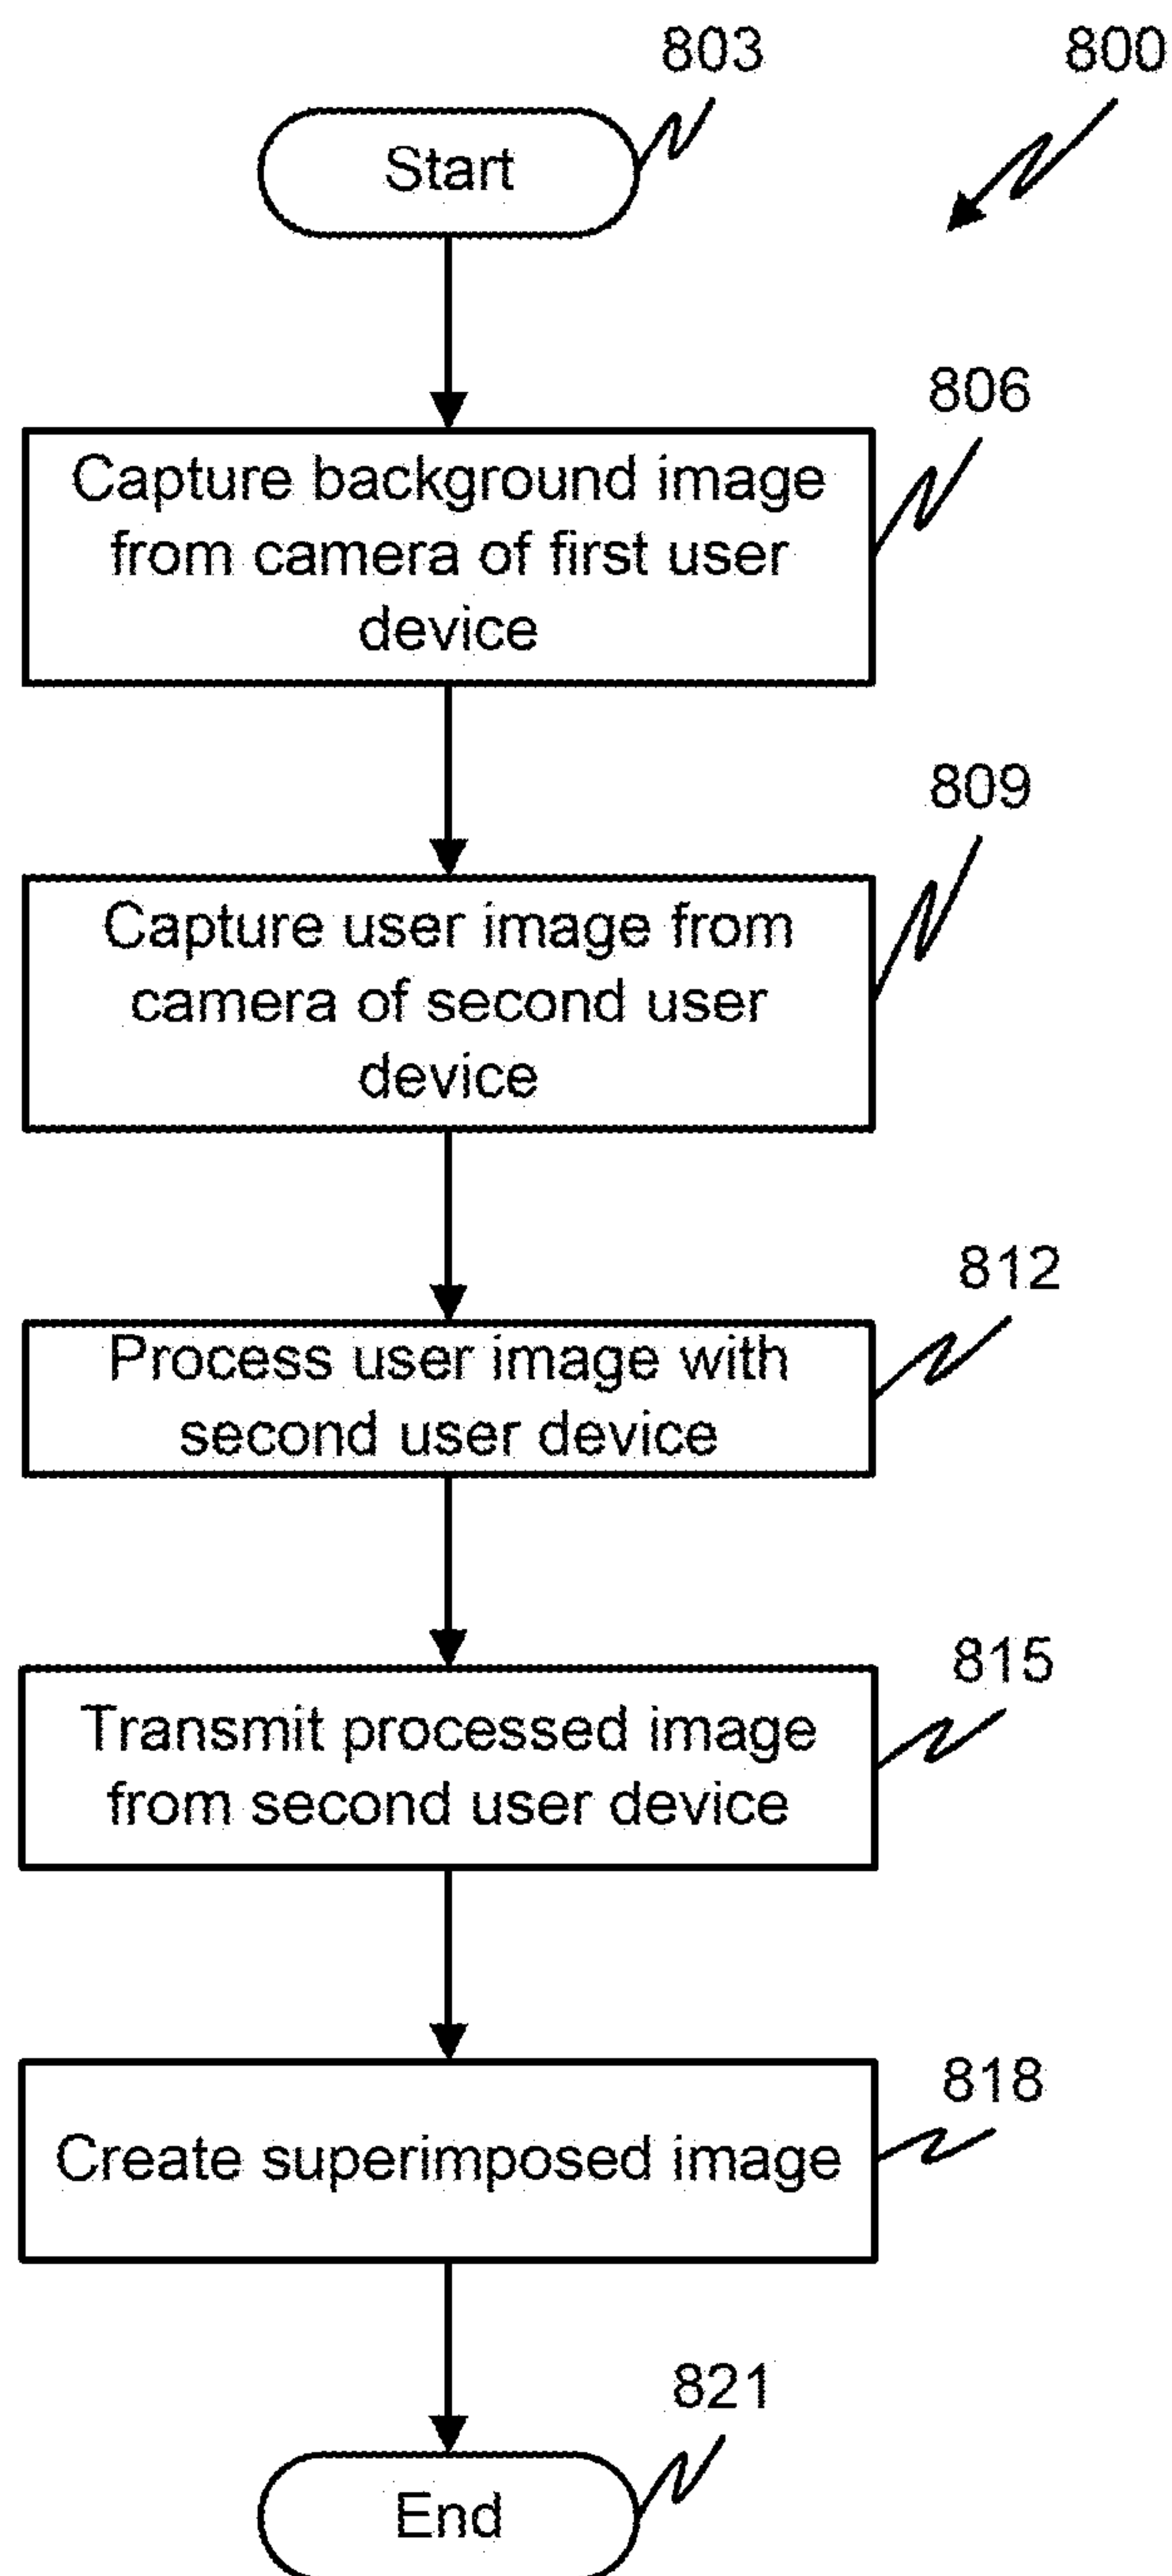 803
800
Start
806
Capture background image
from camera of first user
device
809
Capture user image from
camera of second user
device
812
Process user image with
second user device
815
Transmit processed image
from second user device
818
Create superimposed image
821
End